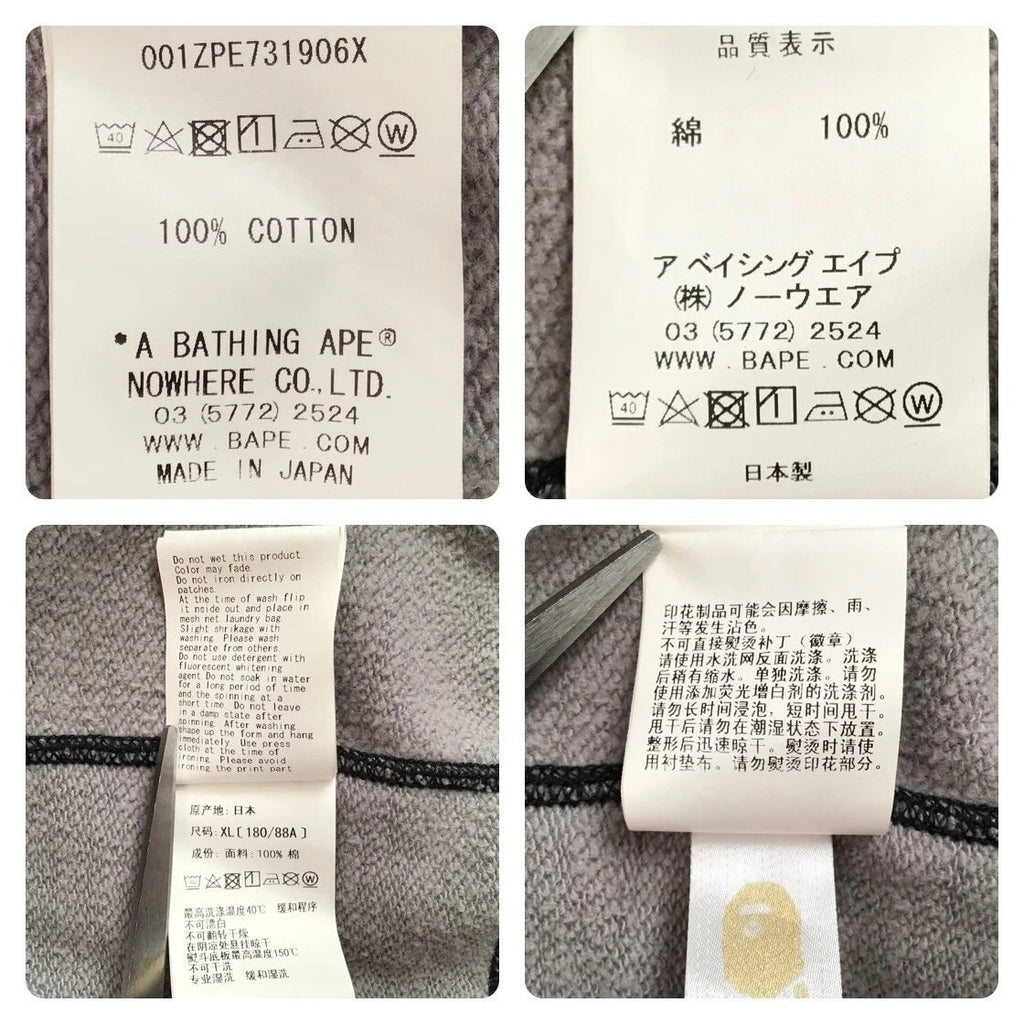 001ZPE731906X
40
W
100% COTTON
*A BATHING APE®
NOWHERE CO.,LTD.
03 (5772) 2524
WWW.BAPE.COM
MADE IN JAPAN
品質表示
綿 100%
ア ベイシング エイプ
(株) ノーウエア
03 (5772) 2524
WWW.BAPE.COM
40
W
日本製
Do not wet this product.
Color may fade.
Do not iron directly on
patches.
At the time of wash flip
it nside out and place in
mesh net laundry bag.
Slight shrikage with
washing. Please wash
separate from others.
Do not use detergent with
fluorescent whitening
agent Do not soak in water
for a long period of time
and the spinning at a
short time. Do not leave
in a damp state after
spinning. After washing
shape up the form and hang
immediately. Use press
cloth at the time of
ironing. Please avoid
ironing the print part.
原产地: 日本
尺码: XL[180/88A]
成份: 面料: 100% 棉
40
W
最高洗涤温度40℃ 缓和程序
不可漂白
不可翻转干燥
在阴凉处悬挂晾干
熨斗底板最高温度150℃
不可干洗
专业湿洗 缓和湿洗
印花制品可能会因摩擦、雨、
汗等发生沾色。
不可直接熨烫补丁（徽章）
请使用水洗网反面洗涤。洗涤
后稍有缩水。单独洗涤。请勿
使用添加荧光增白剂的洗涤剂。
请勿长时间浸泡，短时间甩干。
甩干后请勿在潮湿状态下放置。
整形后迅速晾干。熨烫时请使
用衬垫布。请勿熨烫印花部分。